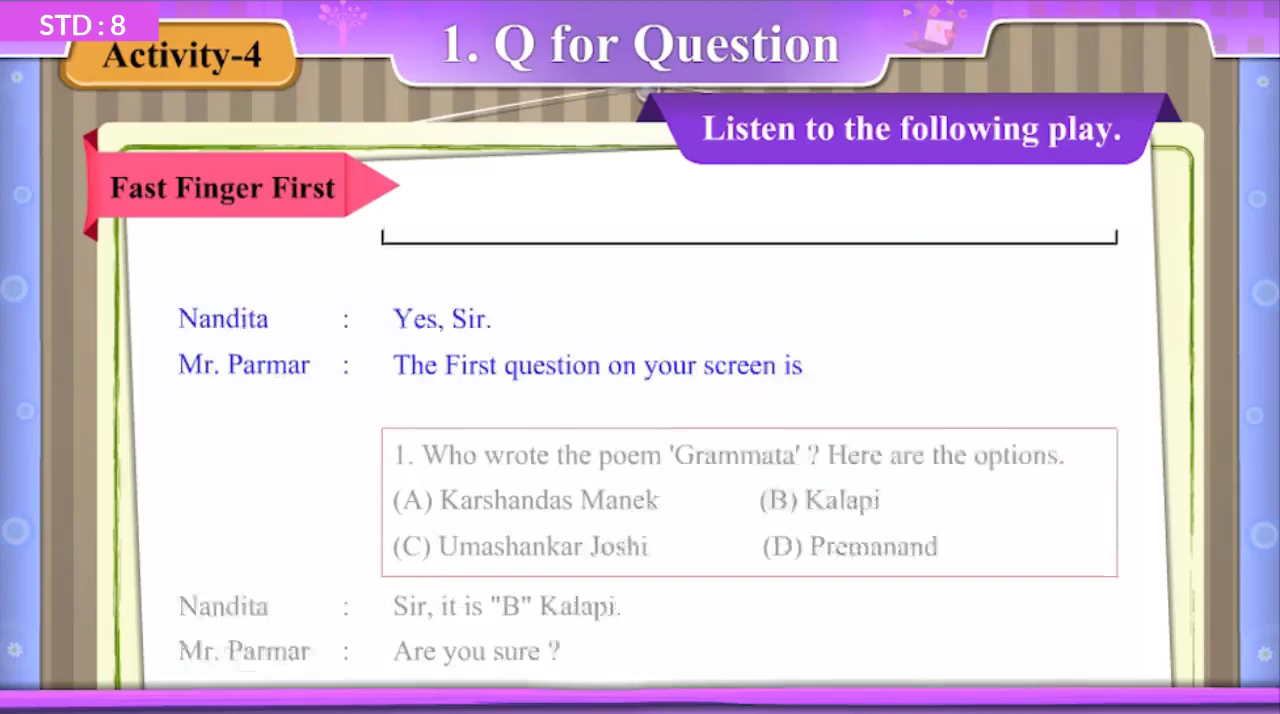 STD : 8
Activity-4
1. Q for Question
Listen to the following play.
Fast Finger First
Nandita : Yes, Sir.
Mr. Parmar : The First question on your screen is
1. Who wrote the poem 'Grammata' ? Here are the options.
(A) Karshandas Manek (B) Kalapi
(C) Umashankar Joshi (D) Premanand
Nandita : Sir, it is "B" Kalapi.
Mr. Parmar : Are you sure ?